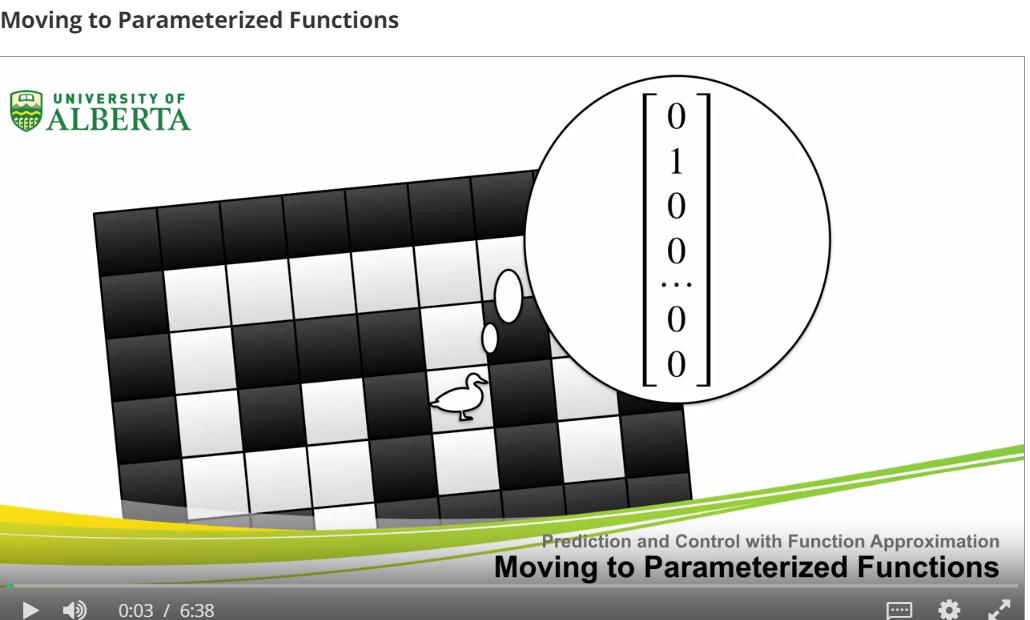 Moving to Parameterized Functions
UNIVERSITY OF
ALBERTA
0
1
0
0
...
0
0
Prediction and Control with Function Approximation
Moving to Parameterized Functions
0:03 / 6:38